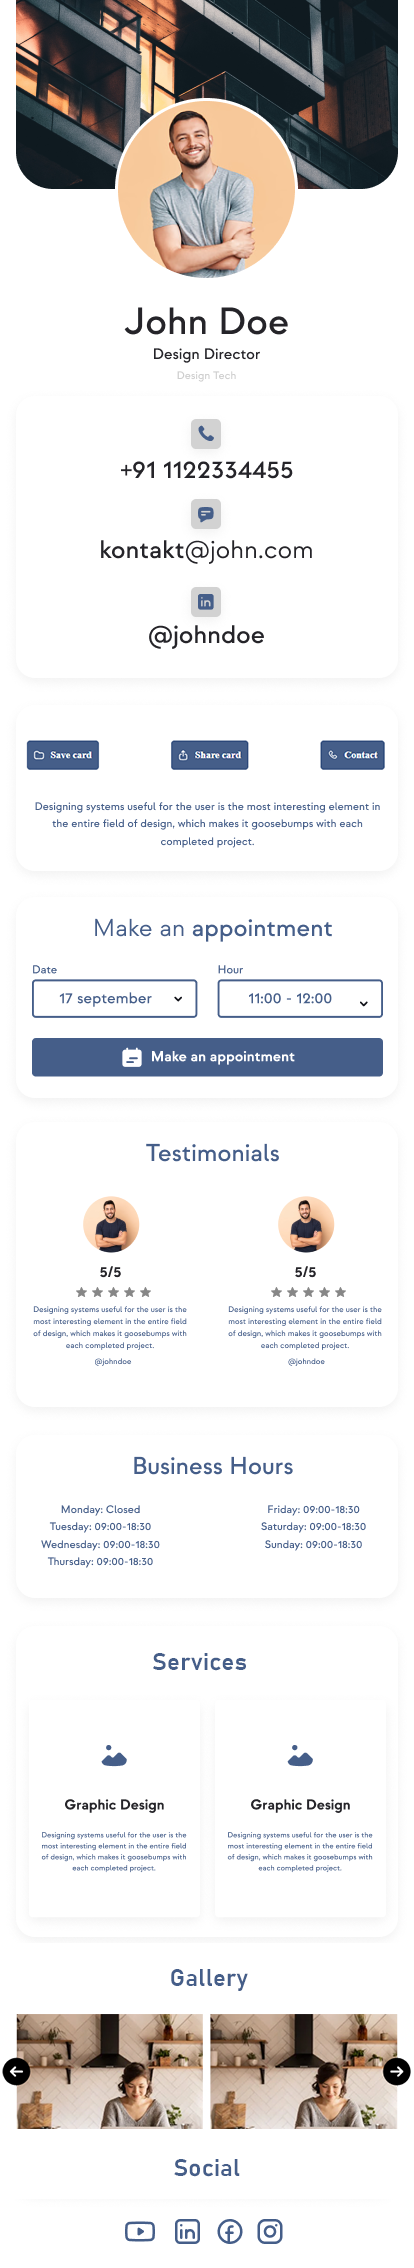 John Doe
Design Director
Design Tech
+91 1122334455
kontakt@john.com
@johndoe
Save card
Share card
Contact
Designing systems useful for the user is the most interesting element in
the entire field of design, which makes it goosebumps with each
completed project.
Make an appointment
Date
Hour
17 september
11:00 - 12:00
Make an appointment
Testimonials
5/5
Designing systems useful for the user is the
most interesting element in the entire field
of design, which makes it goosebumps with
each completed project.
@johndoe
5/5
Designing systems useful for the user is the
most interesting element in the entire field
of design, which makes it goosebumps with
each completed project.
@johndoe
Business Hours
Monday: Closed
Tuesday: 09:00-18:30
Wednesday: 09:00-18:30
Thursday: 09:00-18:30
Friday: 09:00-18:30
Saturday: 09:00-18:30
Sunday: 09:00-18:30
Services
Graphic Design
Designing systems useful for the user is the
most interesting element in the entire field
of design, which makes it goosebumps with
each completed project.
Graphic Design
Designing systems useful for the user is the
most interesting element in the entire field
of design, which makes it goosebumps with
each completed project.
Gallery
Social